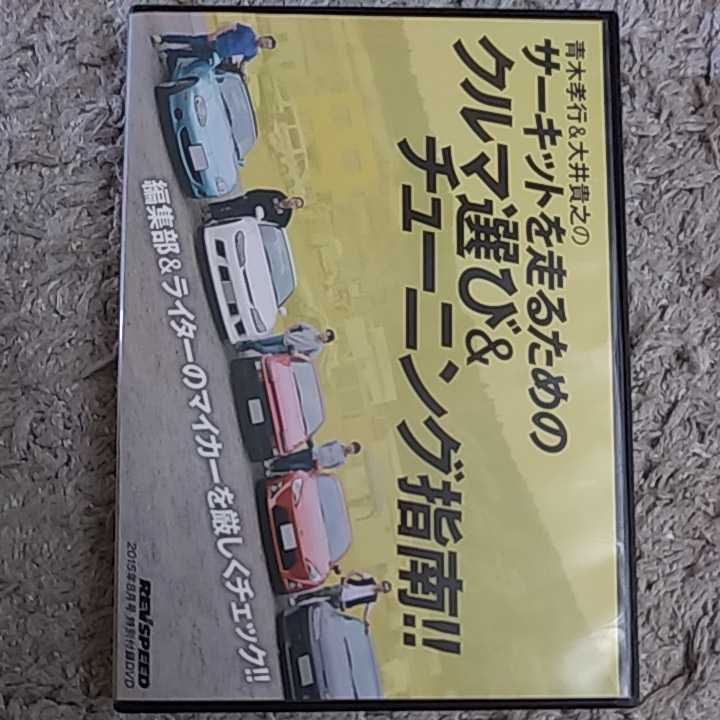 青木孝行&大井貴之の
サーキットを走るための
クルマ選び&
チューニング指南!!
編集部&ライターのマイカーを厳しくチェック!!
REV SPEED
2015年8月号 特別付録DVD